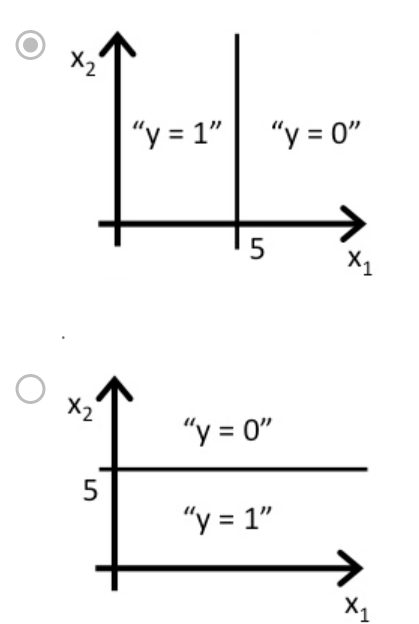 x₂
“y = 1” “y = 0”
5
x₁
x₂
“y = 0”
5
“y = 1”
x₁